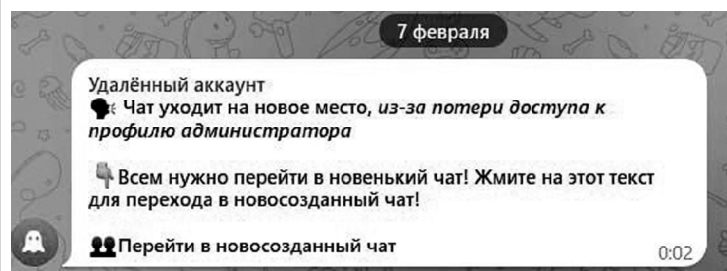 7 февраля
Удалённый аккаунт
🗣 Чат уходит на новое место, из-за потери доступа к
профилю администратора
👇Всем нужно перейти в новенький чат! Жмите на этот текст
для перехода в новосозданный чат!
👥Перейти в новосозданный чат
0:02